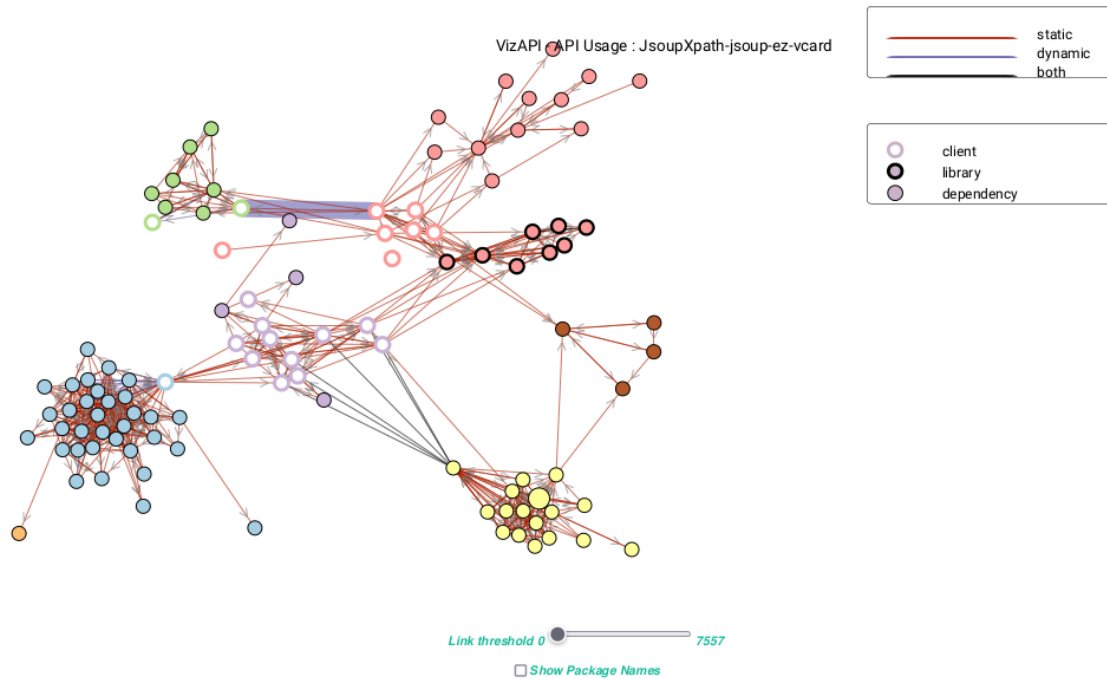 VizAPI - API Usage : JsoupXpath-jsoup-ez-vcard
static
dynamic
both
client
library
dependency
Link threshold 0 7557
Show Package Names